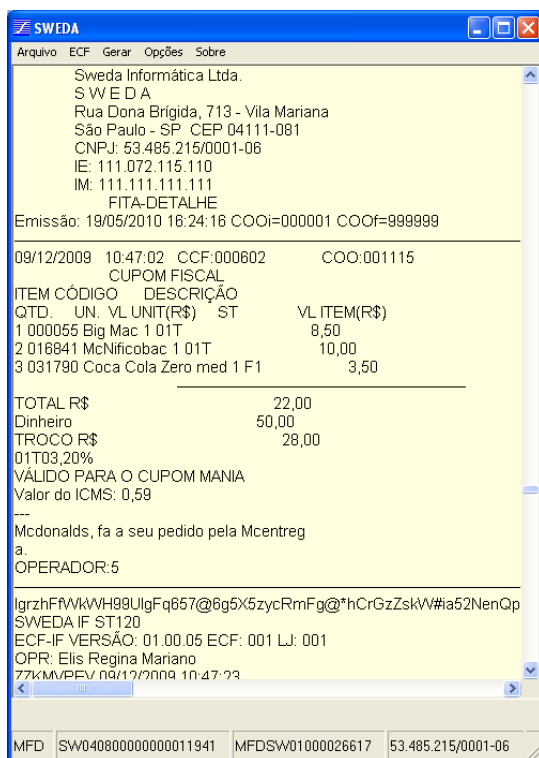 SWEDA
Arquivo ECF Gerar Opções Sobre
Sweda Informática Ltda.
S W E D A
Rua Dona Brígida, 713 - Vila Mariana
São Paulo - SP CEP 04111-081
CNPJ: 53.485.215/0001-06
IE: 111.072.115.110
IM: 111.111.111.111
FITA-DETALHE
Emissão: 19/05/2010 16:24:16 COOi=000001 COOf=999999
09/12/2009 10:47:02 CCF:000602 COO:001115
CUPOM FISCAL
ITEM CÓDIGO DESCRIÇÃO
QTD. UN. VL UNIT(R$) ST VL ITEM(R$)
1 000055 Big Mac 1 01T 8,50
2 016841 McNificobac 1 01T 10,00
3 031790 Coca Cola Zero med 1 F1 3,50
TOTAL R$ 22,00
Dinheiro 50,00
TROCO R$ 28,00
01T03,20%
VÁLIDO PARA O CUPOM MANIA
Valor do ICMS: 0,59
---
Mcdonalds, fa a seu pedido pela Mcentreg
a.
OPERADOR:5
IgrzhFfWkWH99UlgFq657@6g5X5zycRmFg@*hCrGzZskW#ia52NenQp
SWEDA IF ST120
ECF-IF VERSÃO: 01.00.05 ECF: 001 LJ: 001
OPR: Elis Regina Mariano
ZZKMVPEV 09/12/2009 10:47:23
MFD SW040800000000011941 MFDSW01000026617 53.485.215/0001-06